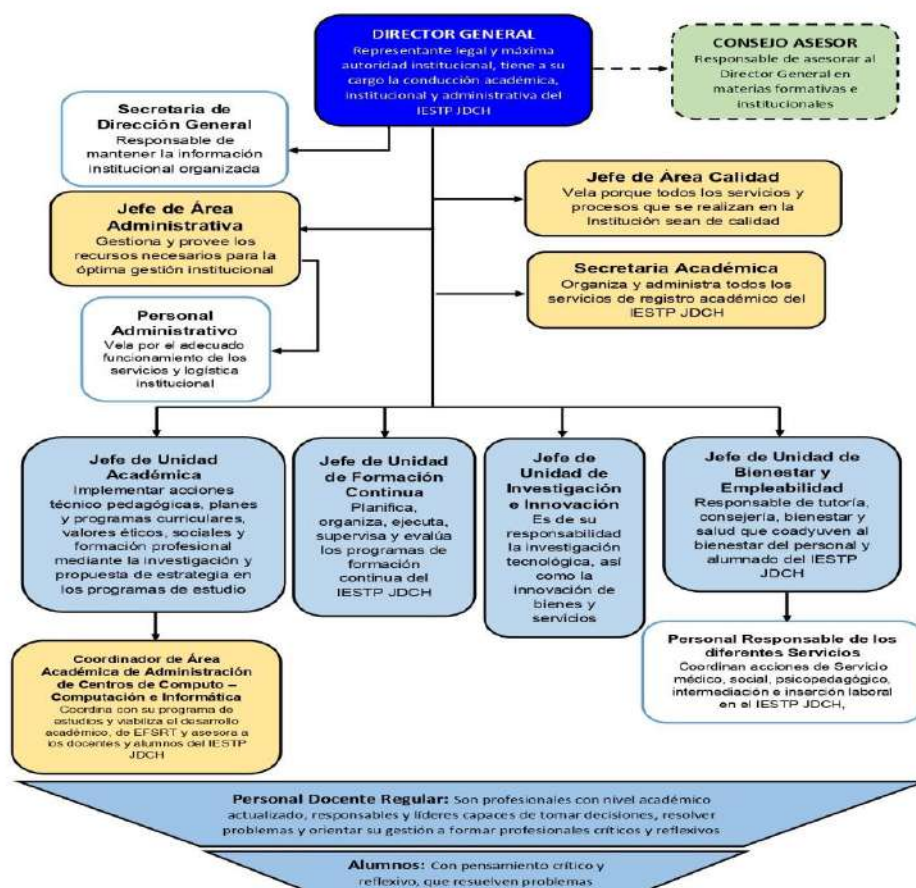 DIRECTOR GENERAL
Representante legal y máxima
autoridad institucional, tiene a su
cargo la conducción académica,
institucional y administrativa del
IESTP JDCH
CONSEJO ASESOR
Responsable de asesorar al
Director General en
materias formativas e
institucionales
Secretaria de
Dirección General
Responsable de
mantener la información
institucional organizada
Jefe de Área Calidad
Vela porque todos los servicios y
procesos que se realizan en la
Institución sean de calidad
Jefe de Área
Administrativa
Gestiona y provee los
recursos necesarios para la
óptima gestión institucional
Secretaria Académica
Organiza y administra todos los
servicios de registro académico del
IESTP JDCH
Personal
Administrativo
Vela por el adecuado
funcionamiento de los
servicios y logística
institucional
Jefe de Unidad
Académica
Implementar acciones
técnico pedagógicas, planes
y programas curriculares,
valores éticos, sociales y
formación profesional
mediante la investigación y
propuesta de estrategia en
los programas de estudio
Jefe de Unidad
de Formación
Continua
Planifica,
organiza, ejecuta,
supervisa y evalúa
los programas de
formación
continua del
IESTP JDCH
Jefe de
Unidad de
Investigación
e Innovación
Es de su
responsabilidad
la investigación
tecnológica, así
como la
innovación de
bienes y
servicios
Jefe de Unidad de
Bienestar y
Empleabilidad
Responsable de tutoría,
consejería, bienestar y
salud que coadyuven al
bienestar del personal y
alumnado del IESTP
JDCH
Coordinador de Área
Académica de Administración
de Centros de Computo –
Computación e Informática
Coordina con su programa de
estudios y viabiliza el desarrollo
académico, de EFSRT y asesora a
los docentes y alumnos del IESTP
JDCH
Personal Responsable de los
diferentes Servicios
Coordinan acciones de Servicio
médico, social, psicopedagógico,
intermediación e inserción laboral
en el IESTP JDCH,
Personal Docente Regular: Son profesionales con nivel académico
actualizado, responsables y líderes capaces de tomar decisiones, resolver
problemas y orientar su gestión a formar profesionales críticos y reflexivos
Alumnos: Con pensamiento crítico y
reflexivo, que resuelven problemas